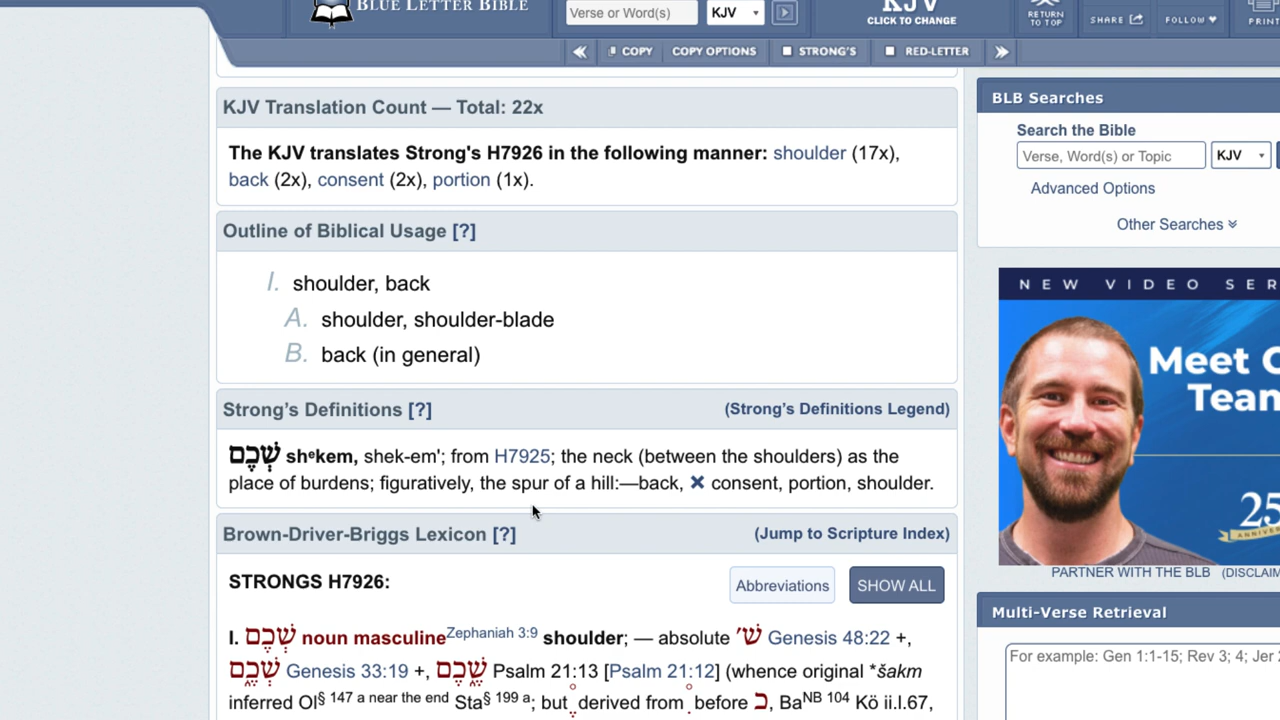 BLUE LETTER BIBLE
Verse or Word(s)
KJV
KJV
CLICK TO CHANGE
RETURN
TO TOP
SHARE
FOLLOW
PRINT
COPY
COPY OPTIONS
STRONG'S
RED-LETTER
KJV Translation Count — Total: 22x
The KJV translates Strong's H7926 in the following manner: shoulder (17x),
back (2x), consent (2x), portion (1x).
Outline of Biblical Usage [?]
I. shoulder, back
A. shoulder, shoulder-blade
B. back (in general)
Strong's Definitions [?]
(Strong's Definitions Legend)
שְׁכֶם shᵉkem, shek-em'; from H7925; the neck (between the shoulders) as the
place of burdens; figuratively, the spur of a hill:—back, × consent, portion, shoulder.
Brown-Driver-Briggs Lexicon [?]
(Jump to Scripture Index)
STRONGS H7926:
Abbreviations
SHOW ALL
I. שְׁכֶם noun masculine Zephaniah 3:9 shoulder; — absolute שׁ׳ Genesis 48:22 +,
שְׁכֶם Genesis 33:19 +, שֶׁכֶם Psalm 21:13 [Psalm 21:12] (whence original *šakm
inferred Ol§ 147 a near the end Sta§ 199 a; but derived from before כ, BaNB 104 Kö ii.l.67,
BLB Searches
Search the Bible
Verse, Word(s) or Topic
KJV
Advanced Options
Other Searches
NEW VIDEO SER
Meet
Team
25
PARTNER WITH THE BLB
(DISCLAIM
Multi-Verse Retrieval
For example: Gen 1:1-15; Rev 3; 4; Jer